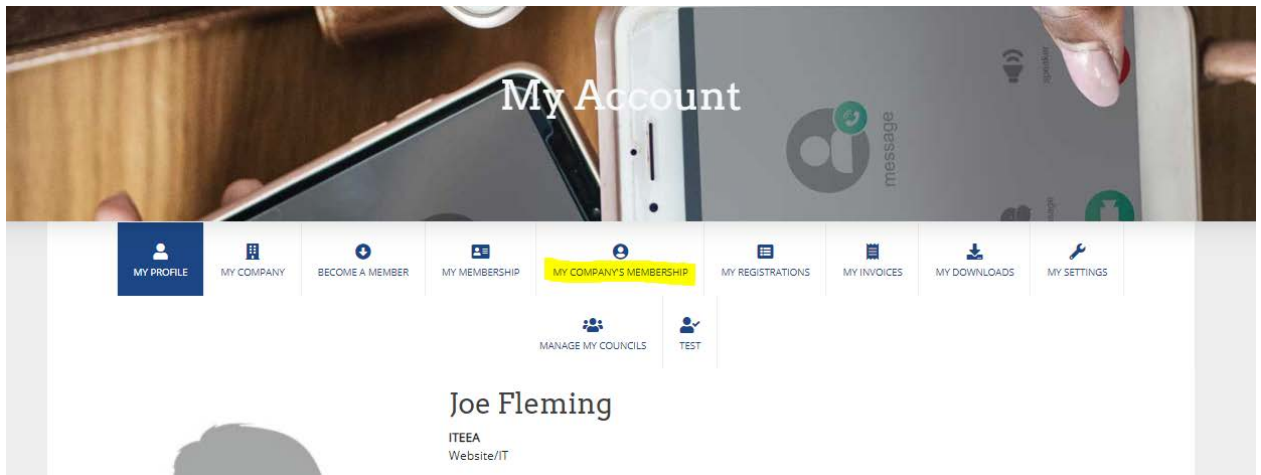 My Account
speaker
message
MY PROFILE
MY COMPANY
BECOME A MEMBER
MY MEMBERSHIP
MY COMPANY'S MEMBERSHIP
MY REGISTRATIONS
MY INVOICES
MY DOWNLOADS
MY SETTINGS
MANAGE MY COUNCILS
TEST
Joe Fleming
ITEEA
Website/IT